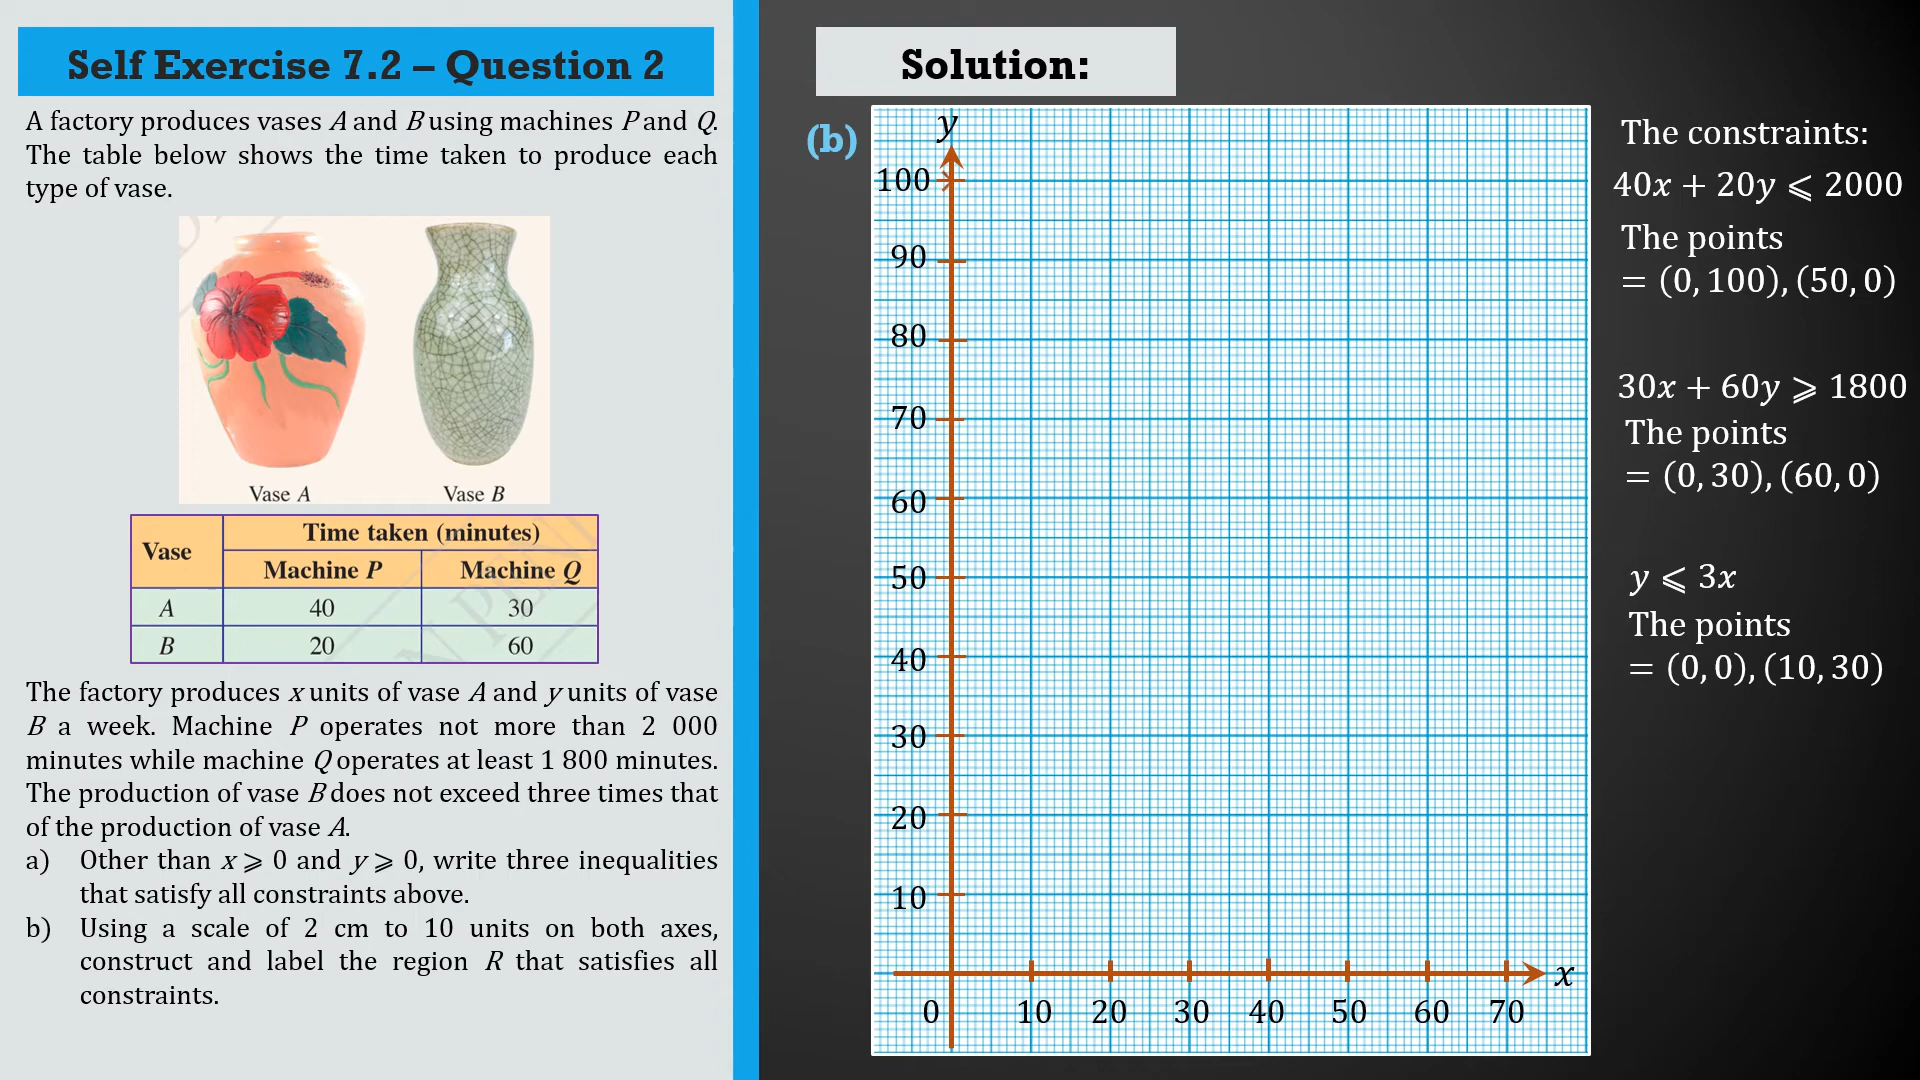 Self Exercise 7.2 – Question 2
A factory produces vases A and B using machines P and Q.
The table below shows the time taken to produce each
type of vase.
Vase A
Vase B
Vase
Time taken (minutes)
Machine P
Machine Q
A
40
30
B
20
60
The factory produces x units of vase A and y units of vase
B a week. Machine P operates not more than 2 000
minutes while machine Q operates at least 1 800 minutes.
The production of vase B does not exceed three times that
of the production of vase A.
a) Other than x ⩾ 0 and y ⩾ 0, write three inequalities
that satisfy all constraints above.
b) Using a scale of 2 cm to 10 units on both axes,
construct and label the region R that satisfies all
constraints.
Solution:
(b)
y
100
90
80
70
60
50
40
30
20
10
x
0 10 20 30 40 50 60 70
The constraints:
40x + 20y ⩽ 2000
The points
= (0, 100), (50, 0)
30x + 60y ⩾ 1800
The points
= (0, 30), (60, 0)
y ⩽ 3x
The points
= (0, 0), (10, 30)